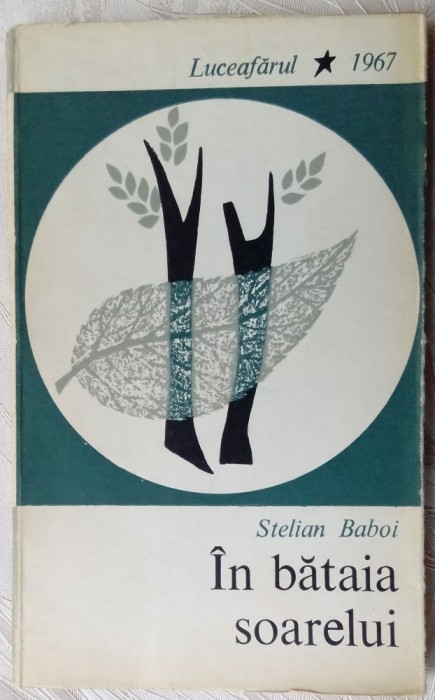 Luceafărul ★ 1967
Stelian Baboi
În bătaia
soarelui